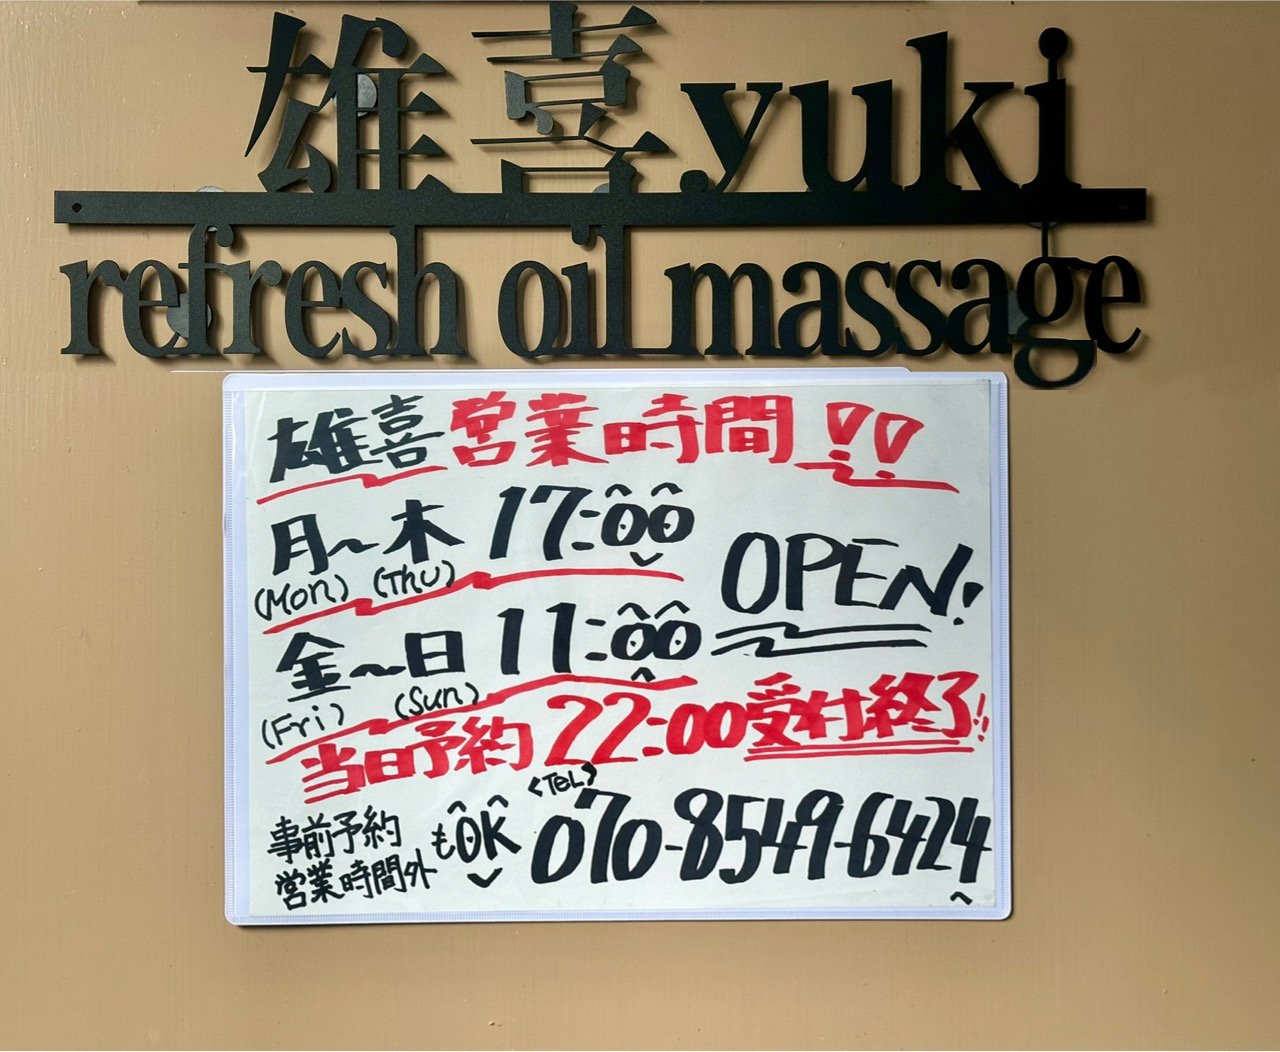 雄喜.yuki
refresh oil massage
雄喜営業時間!!
月〜木 17:00
(Mon) (Thu)
OPEN!
金〜日 11:00
(Fri) (Sun)
当日予約 22:00受付終了!
<TEL>
事前予約
営業時間外
もOK 070-8549-6424